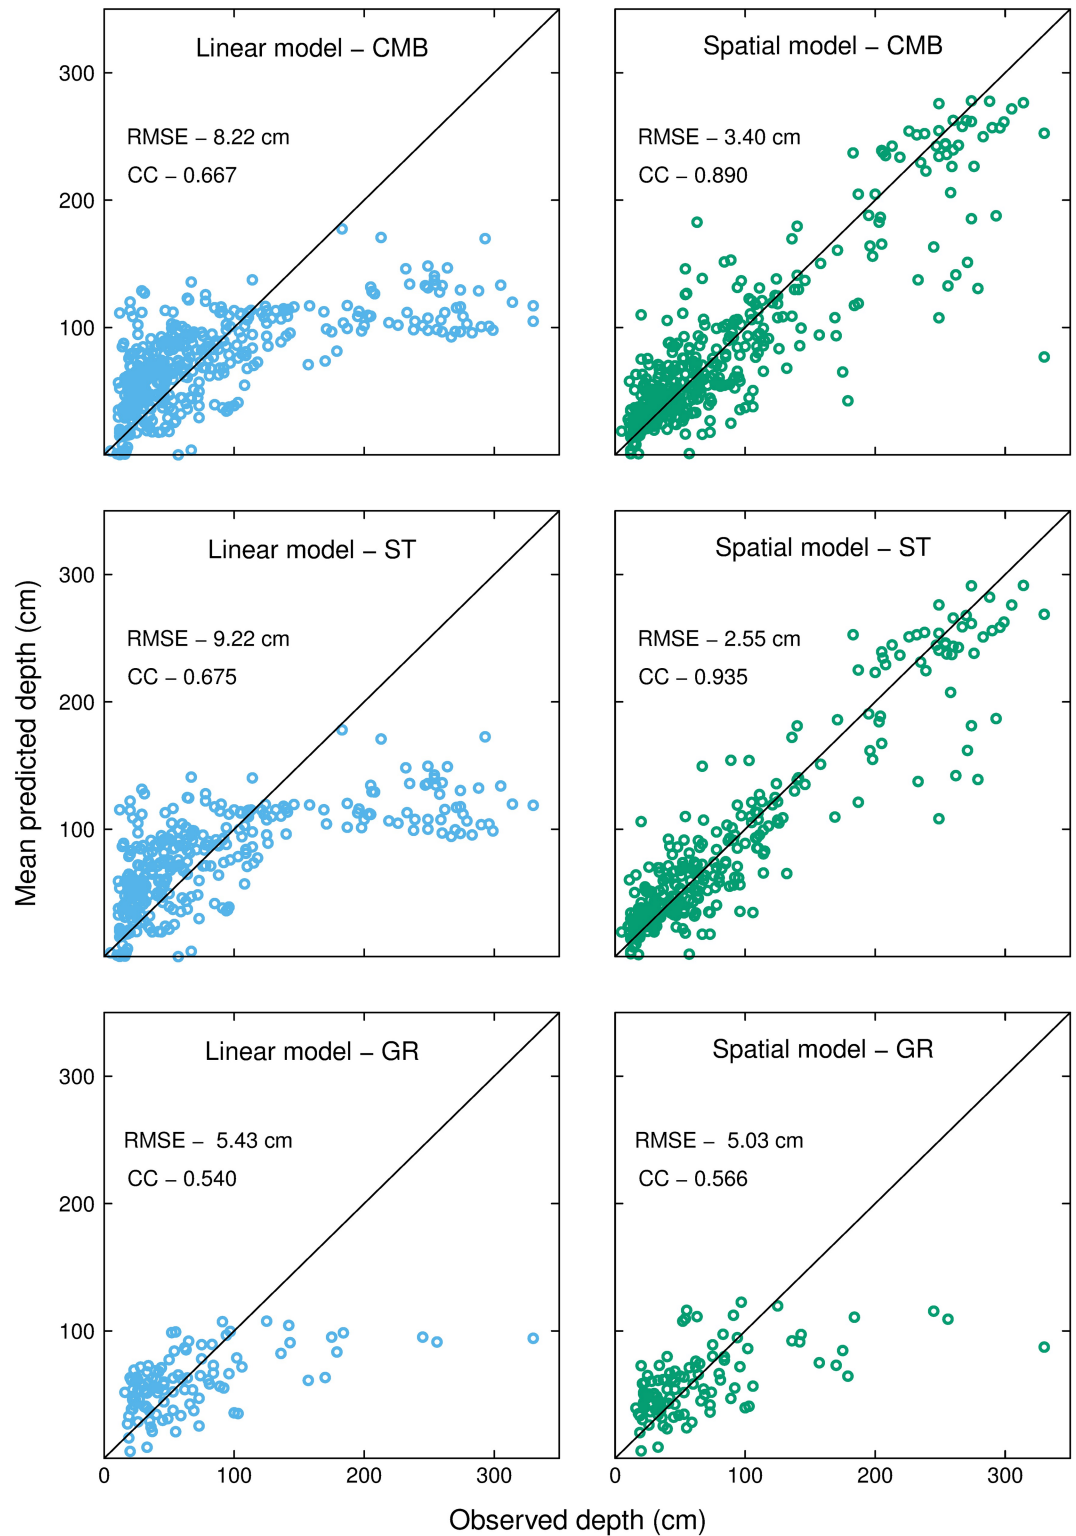 Linear model – CMB
RMSE – 8.22 cm
CC – 0.667
300
200
100
Spatial model – CMB
RMSE – 3.40 cm
CC – 0.890
Linear model – ST
RMSE – 9.22 cm
CC – 0.675
300
200
100
Spatial model – ST
RMSE – 2.55 cm
CC – 0.935
Mean predicted depth (cm)
Linear model – GR
RMSE – 5.43 cm
CC – 0.540
300
200
100
0 100 200 300
Spatial model – GR
RMSE – 5.03 cm
CC – 0.566
0 100 200 300
Observed depth (cm)